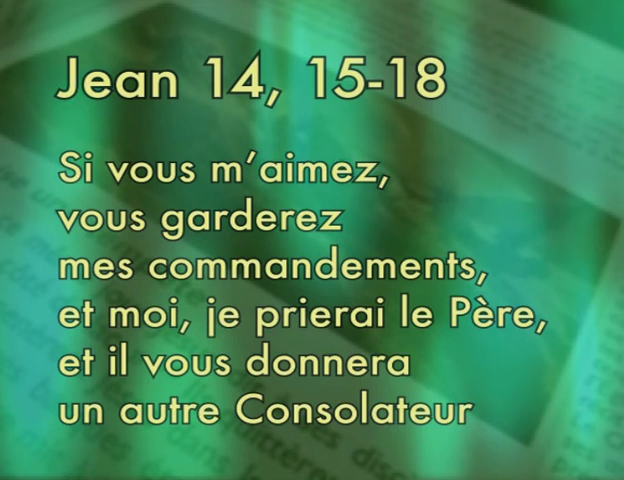 Jean 14, 15-18
Si vous m'aimez,
vous garderez
mes commandements,
et moi, je prierai le Père,
et il vous donnera
un autre Consolateur